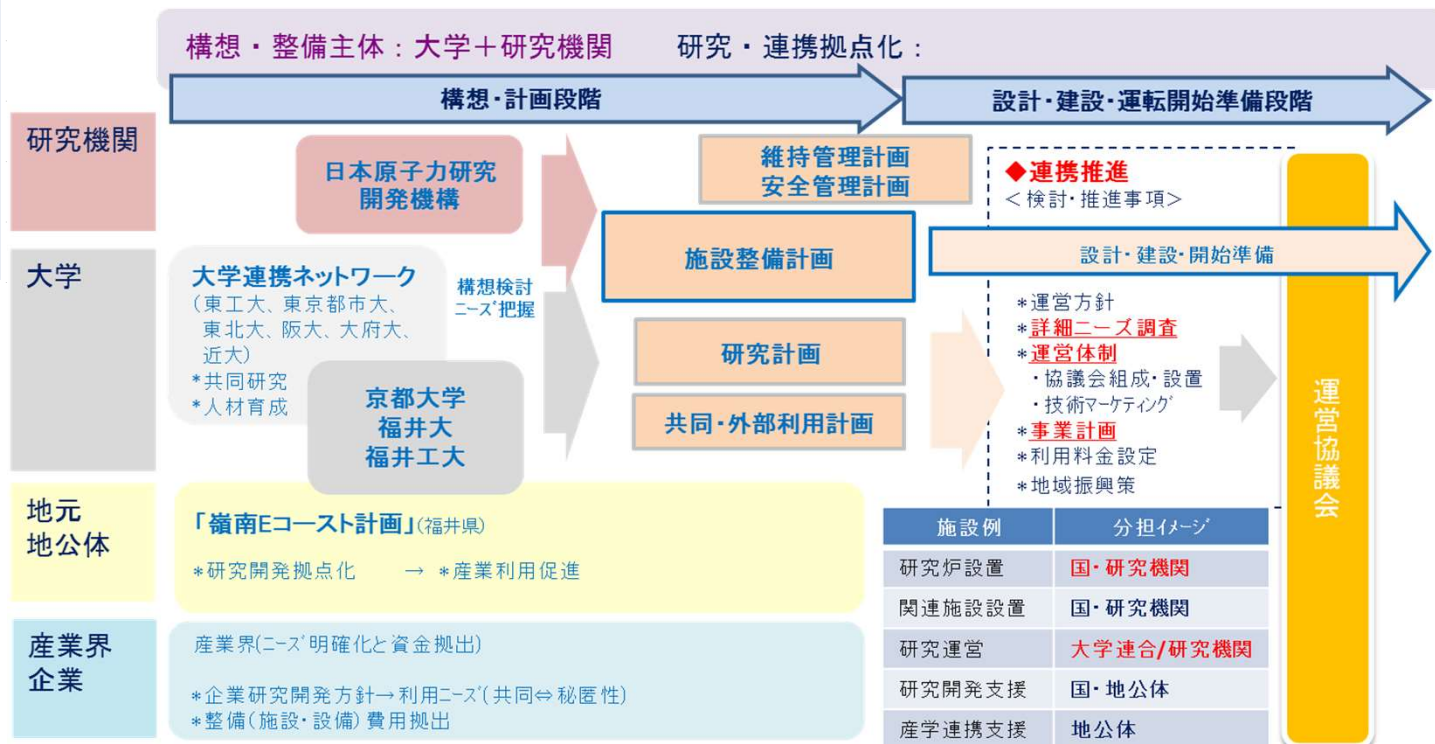 構想・整備主体：大学＋研究機関　　研究・連携拠点化：
構想・計画段階
設計・建設・運転開始準備段階
研究機関
日本原子力研究
開発機構
維持管理計画
安全管理計画
◆連携推進
＜検討・推進事項＞
大学
大学連携ネットワーク
（東工大、東京都市大、
東北大、阪大、大府大、
近大）
*共同研究
*人材育成
京都大学
福井大
福井工大
構想検討
ニーズ把握
施設整備計画
研究計画
共同・外部利用計画
設計・建設・開始準備
*運営方針
*詳細ニーズ調査
*運営体制
・協議会組成・設置
・技術マーケティング
*事業計画
*利用料金設定
*地域振興策
運営協議会
地元
地公体
「嶺南Eコースト計画」(福井県)
*研究開発拠点化　→ *産業利用促進
産業界
企業
産業界(ニーズ明確化と資金拠出)
*企業研究開発方針→利用ニーズ(共同⇔秘匿性)
*整備(施設・設備)費用拠出
施設例　分担イメージ
研究炉設置　国・研究機関
関連施設設置　国・研究機関
研究運営　大学連合/研究機関
研究開発支援　国・地公体
産学連携支援　地公体